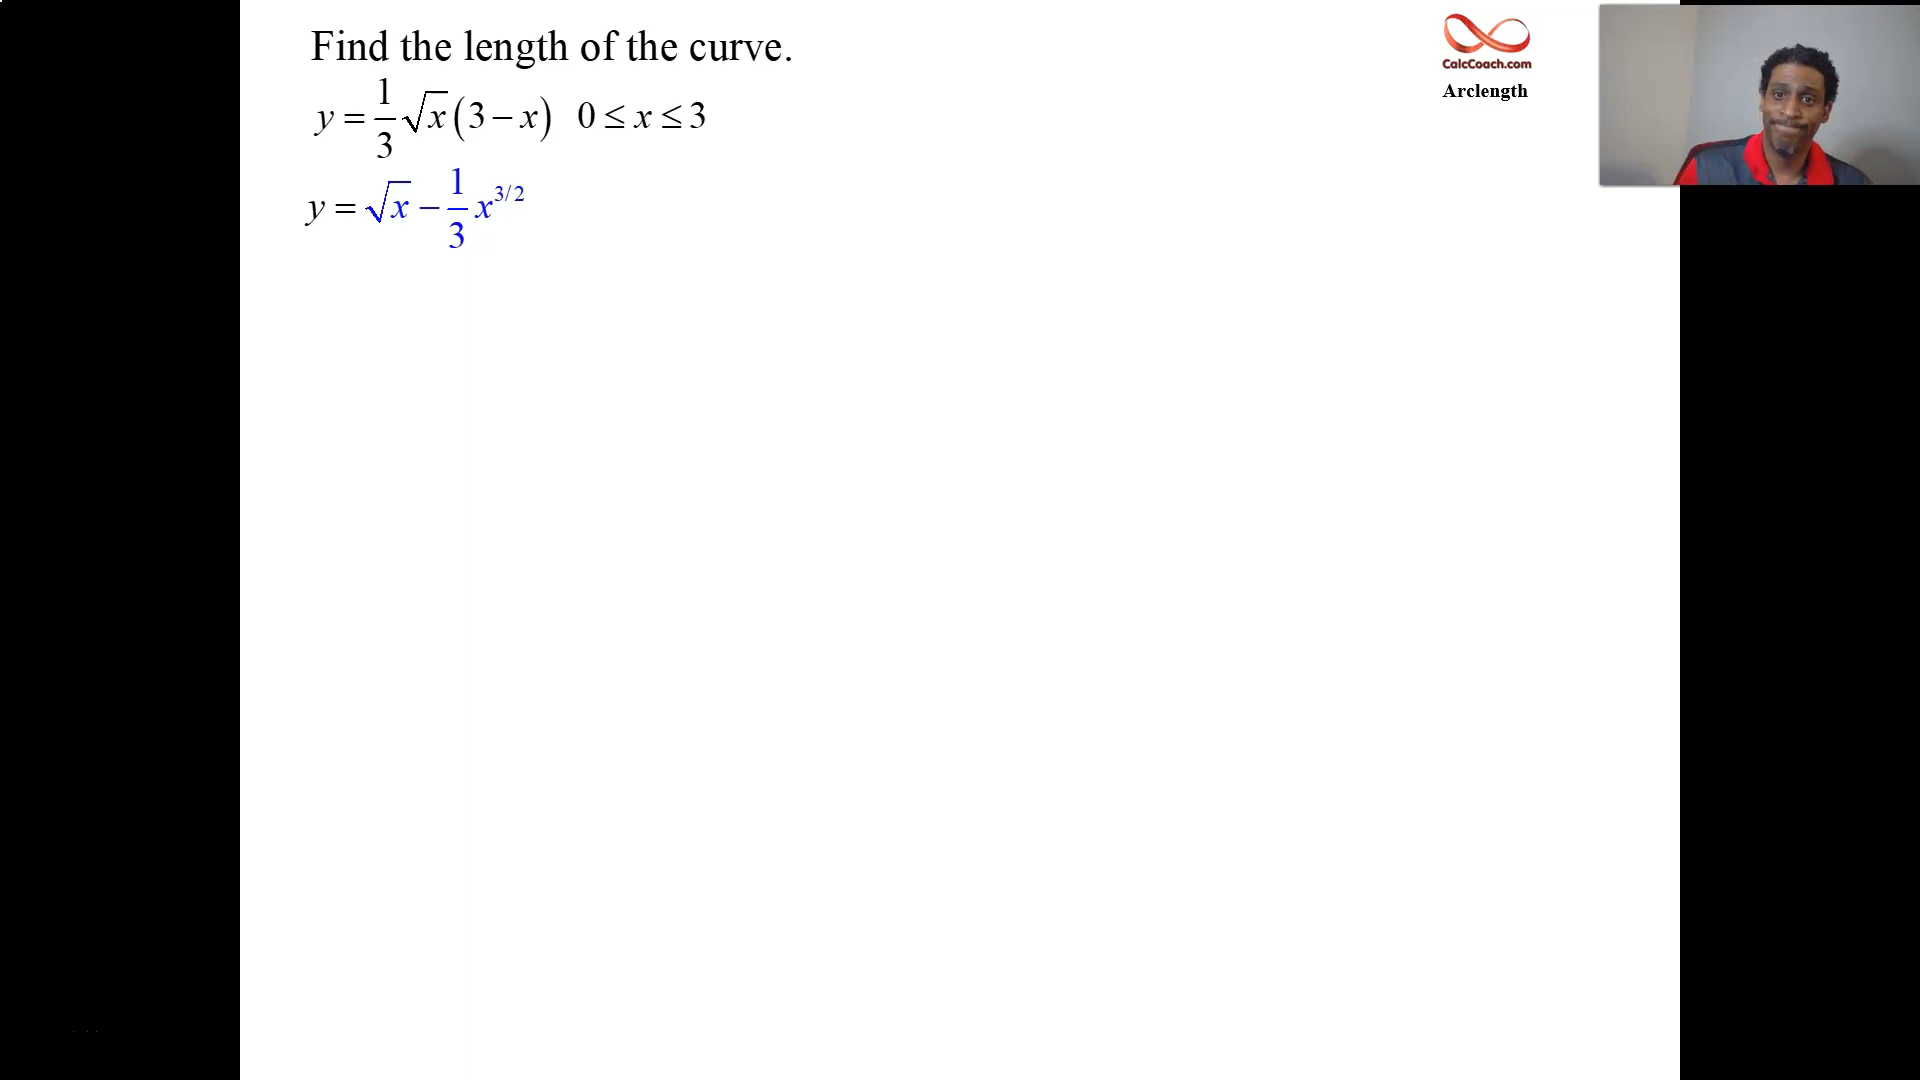 Find the length of the curve.
y = 1/3 √x (3 − x)  0 ≤ x ≤ 3
y = √x − 1/3 x^{3/2}
CalcCoach.com
Arclength